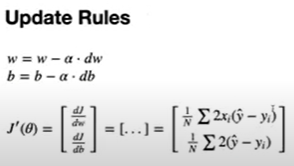 Update Rules
w = w − α · dw
b = b − α · db
J'(θ) = [dJ/dw dJ/db] = [...] = [1/N ∑ 2xᵢ(ŷ − yᵢ) 1/N ∑ 2(ŷ − yᵢ)]